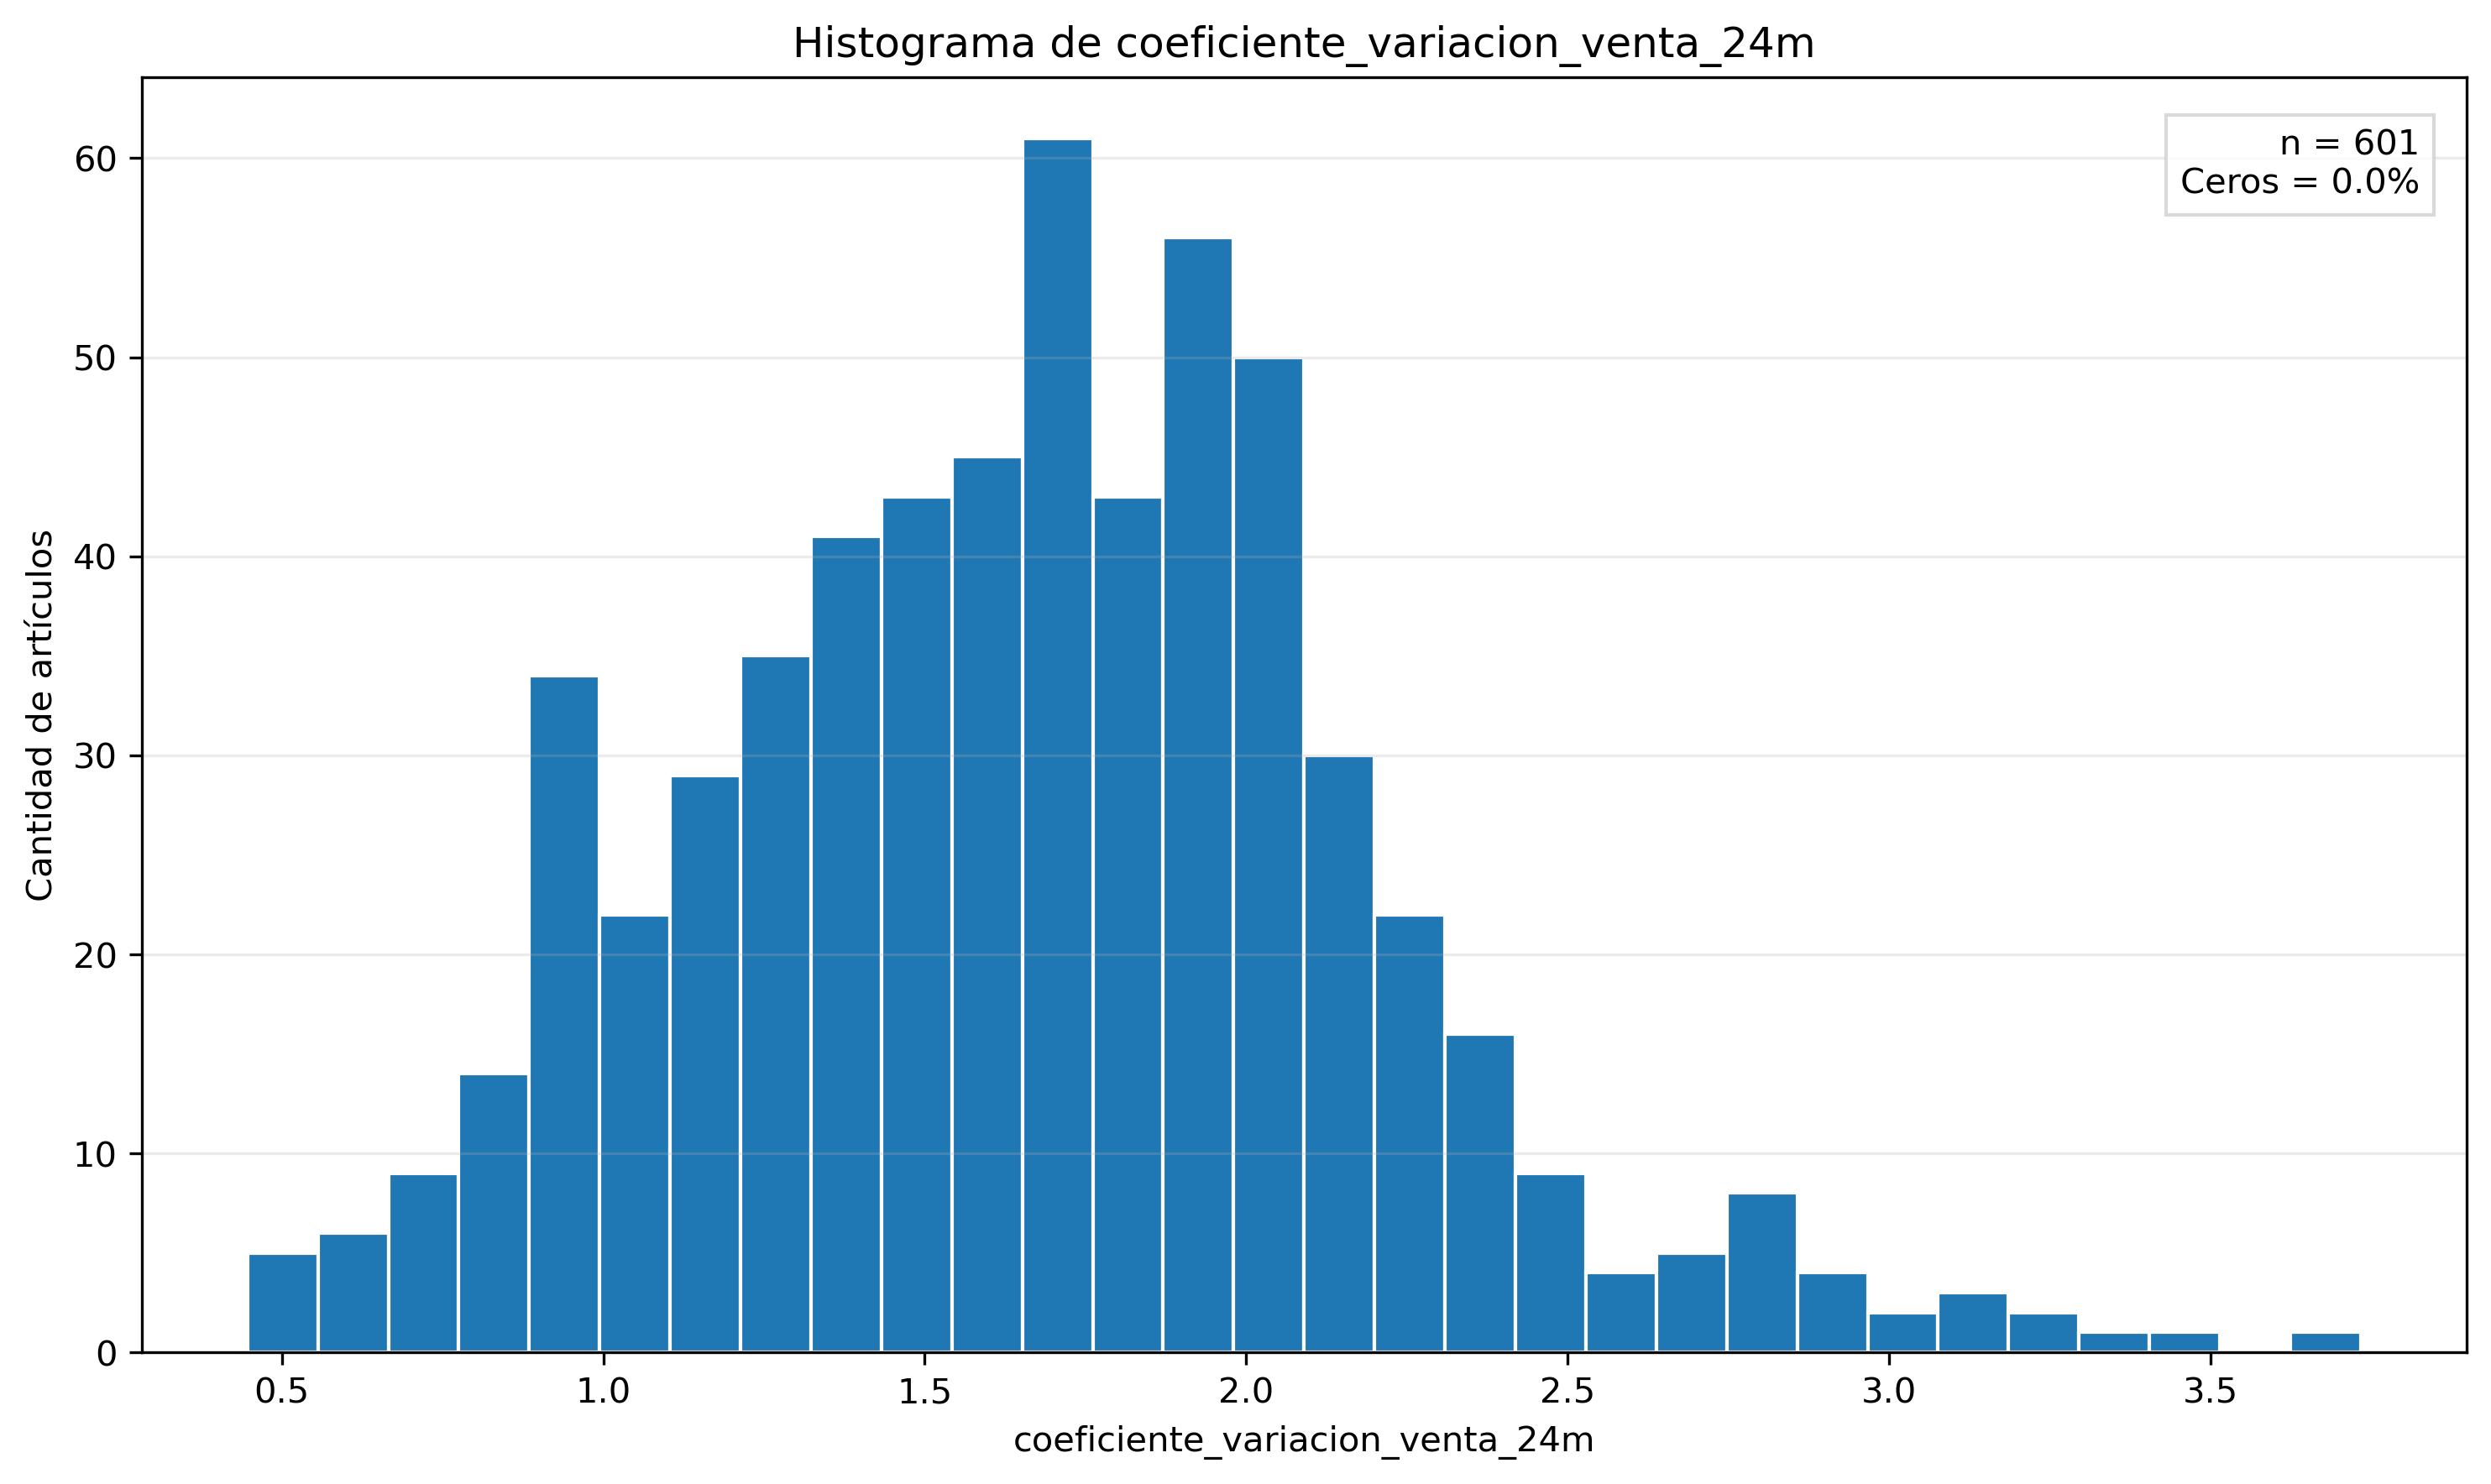 Histograma de coeficiente_variacion_venta_24m
n = 601
Ceros = 0.0%
Cantidad de artículos
60
50
40
30
20
10
0
0.5 1.0 1.5 2.0 2.5 3.0 3.5
coeficiente_variacion_venta_24m